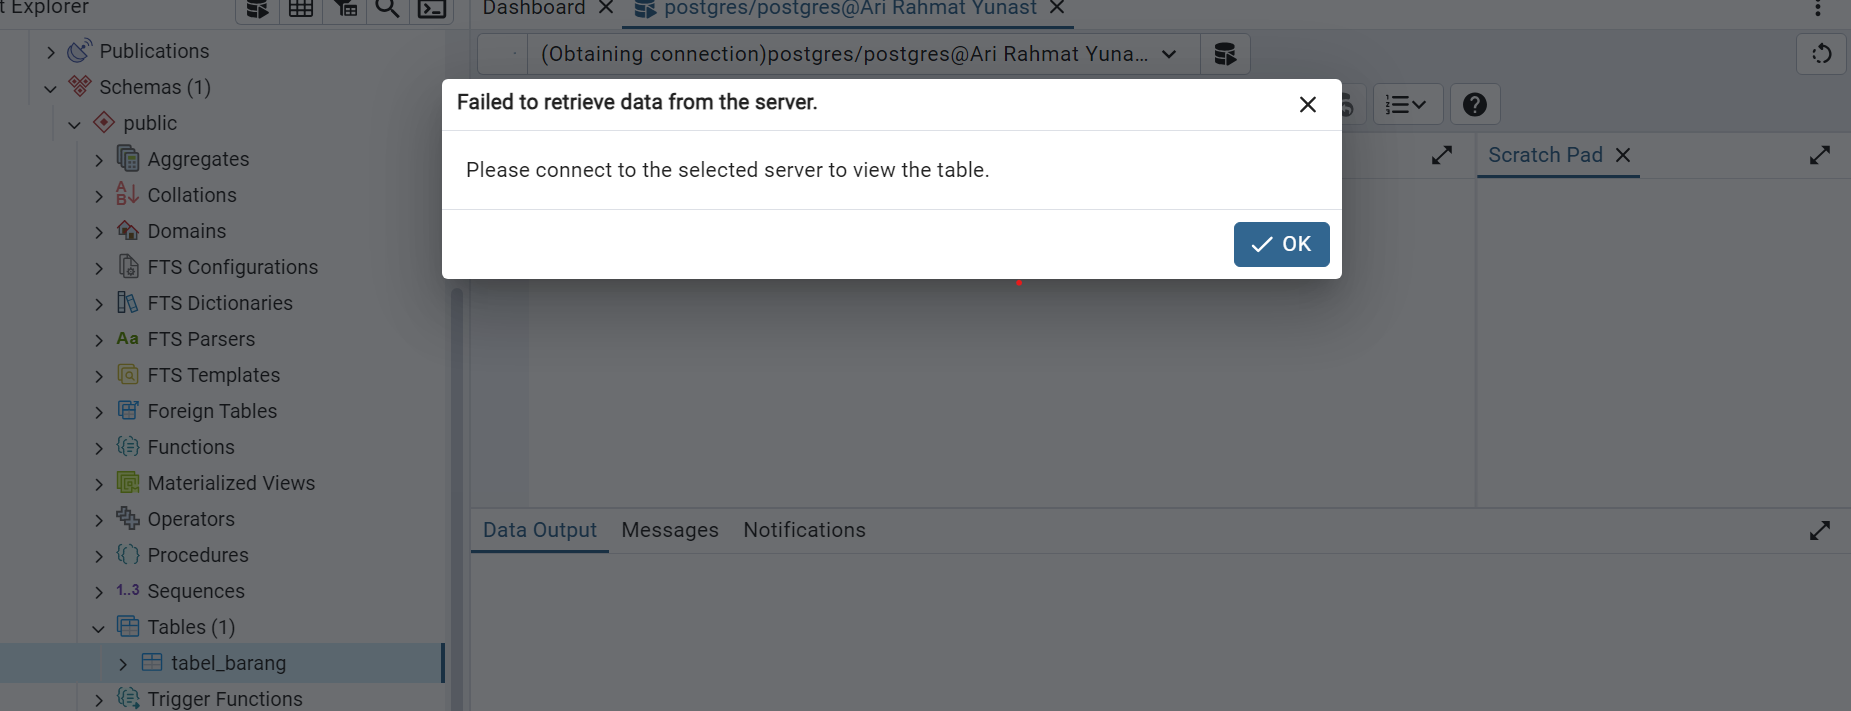 t Explorer
Dashboard
postgres/postgres@Ari Rahmat Yunast
(Obtaining connection)postgres/postgres@Ari Rahmat Yuna...
Failed to retrieve data from the server.
Please connect to the selected server to view the table.
OK
Scratch Pad
Publications
Schemas (1)
public
Aggregates
Collations
Domains
FTS Configurations
FTS Dictionaries
Aa FTS Parsers
FTS Templates
Foreign Tables
Functions
Materialized Views
Operators
Procedures
1..3 Sequences
Tables (1)
tabel_barang
Trigger Functions
Data Output Messages Notifications